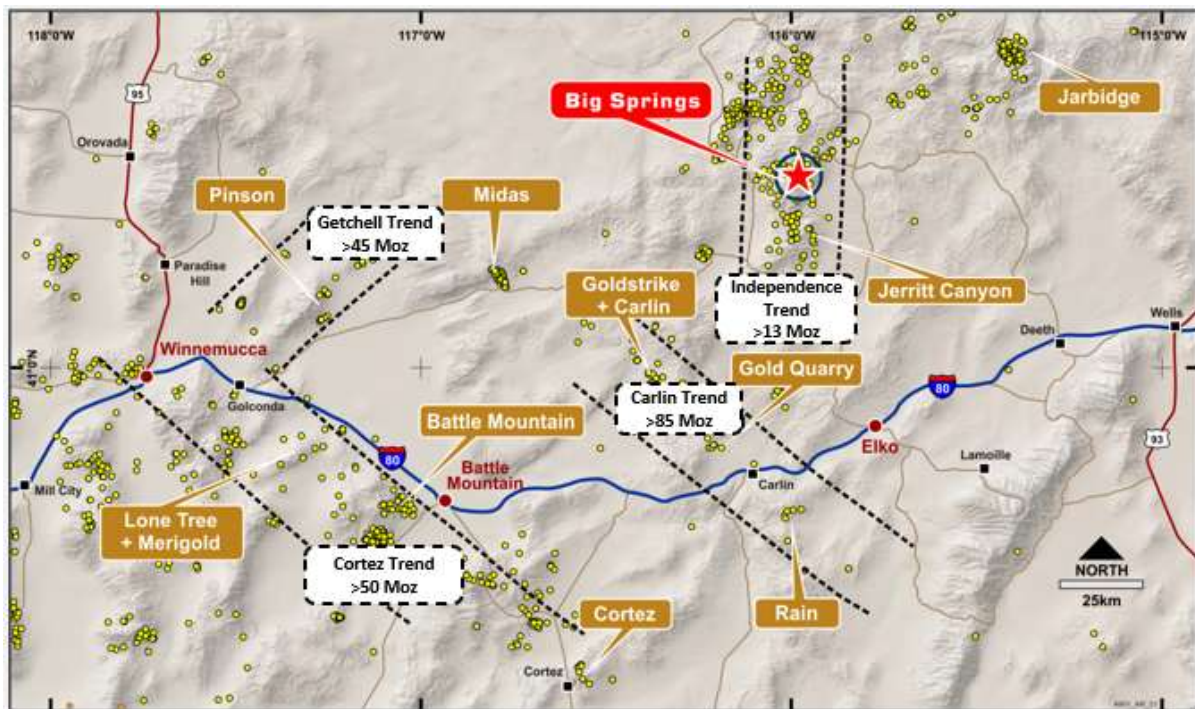 118°0'W
117°0'W
116°0'W
115°0'W
95
Orovada
Big Springs
Jarbidge
Pinson
Midas
Getchell Trend
>45 Moz
Paradise
Hill
Goldstrike
+ Carlin
Independence
Trend
>13 Moz
Jerritt Canyon
Wells
Deeth
41°0'N
Winnemucca
Golconda
Gold Quarry
80
Carlin Trend
>85 Moz
Battle Mountain
93
Elko
80
Lamoille
Battle
Mountain
Mill City
Carlin
Lone Tree
+ Merigold
Cortez Trend
>50 Moz
NORTH
25km
Cortez
Rain
Cortez